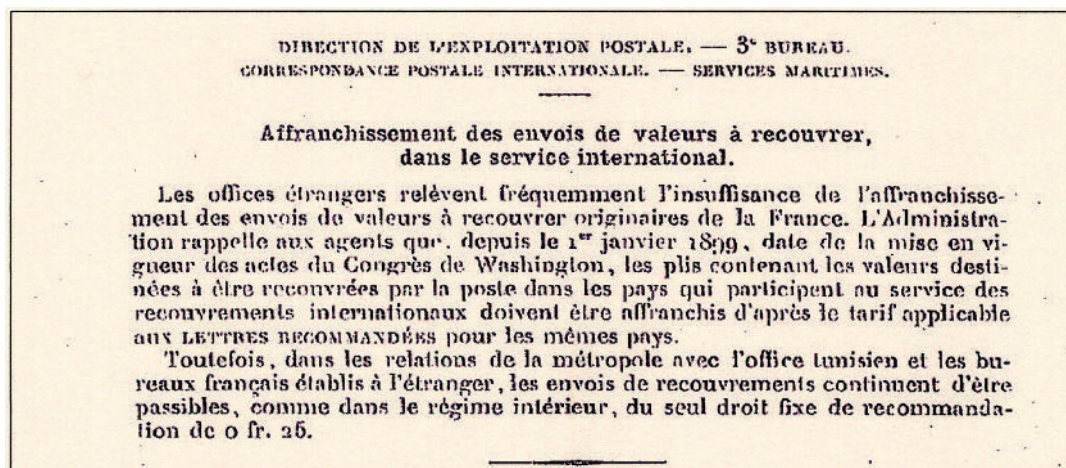 DIRECTION DE L'EXPLOITATION POSTALE. — 3e BUREAU.
CORRESPONDANCE POSTALE INTERNATIONALE. — SERVICES MARITIMES.
Affranchissement des envois de valeurs à recouvrer,
dans le service international.
Les offices étrangers relèvent fréquemment l'insuffisance de l'affranchisse-
ment des envois de valeurs à recouvrer originaires de la France. L'Administra-
tion rappelle aux agents que, depuis le 1er janvier 1899, date de la mise en vi-
gueur des actes du Congrès de Washington, les plis contenant les valeurs desti-
nées à être recouvrées par la poste dans les pays qui participent au service des
recouvrements internationaux doivent être affranchis d'après le tarif applicable
aux LETTRES RECOMMANDÉES pour les mêmes pays.
Toutefois, dans les relations de la métropole avec l'office tunisien et les bu-
reaux français établis à l'étranger, les envois de recouvrements continuent d'être
passibles, comme dans le régime intérieur, du seul droit fixe de recommanda-
tion de 0 fr. 25.